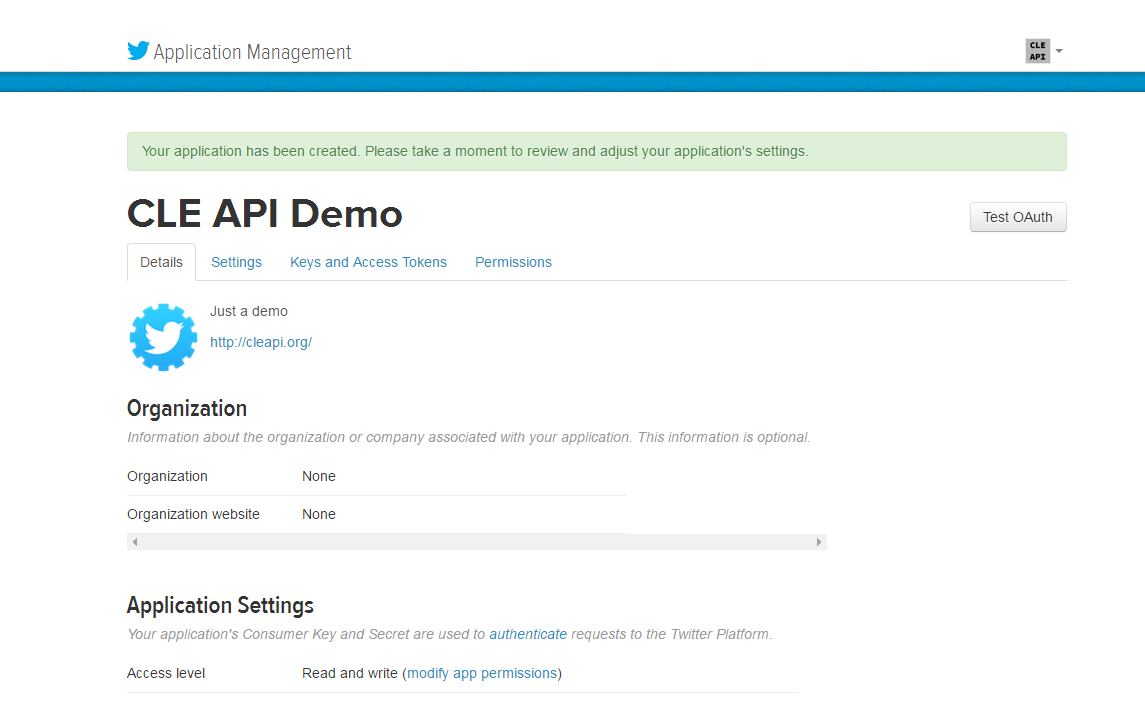 Application Management
CLE
API
Your application has been created. Please take a moment to review and adjust your application's settings.
CLE API Demo
Test OAuth
Details Settings Keys and Access Tokens Permissions
Just a demo
http://cleapi.org/
Organization
Information about the organization or company associated with your application. This information is optional.
Organization None
Organization website None
Application Settings
Your application's Consumer Key and Secret are used to authenticate requests to the Twitter Platform.
Access level Read and write (modify app permissions)